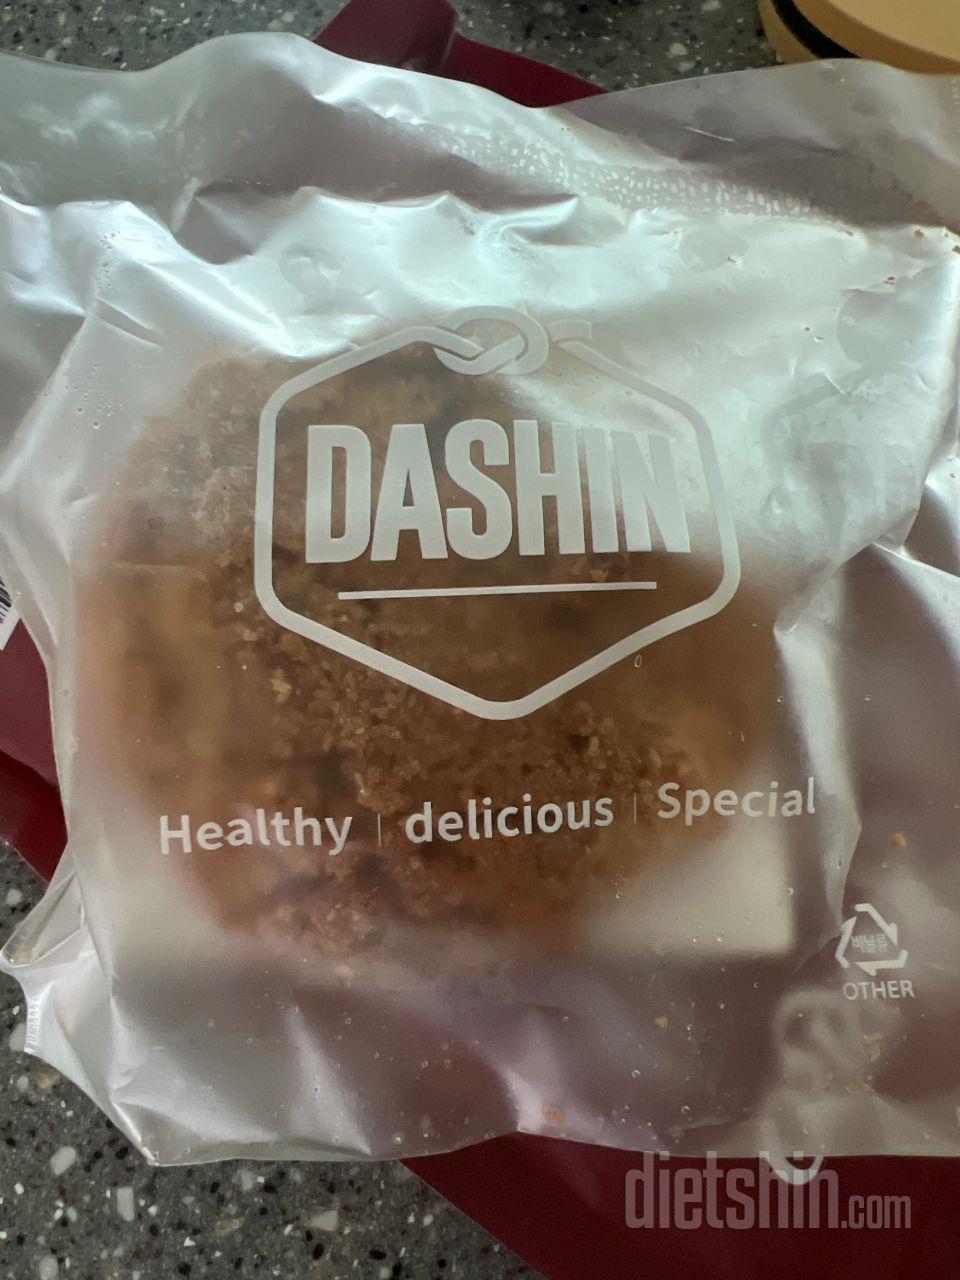 DASHIN
Healthy | delicious | Special
비닐류
OTHER
dietshin.com